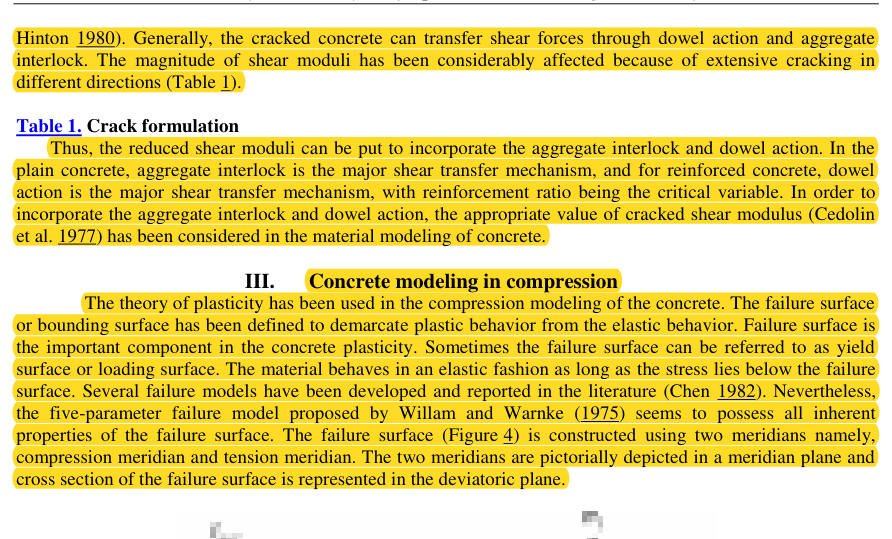 Hinton 1980). Generally, the cracked concrete can transfer shear forces through dowel action and aggregate
interlock. The magnitude of shear moduli has been considerably affected because of extensive cracking in
different directions (Table 1).
Table 1. Crack formulation
Thus, the reduced shear moduli can be put to incorporate the aggregate interlock and dowel action. In the
plain concrete, aggregate interlock is the major shear transfer mechanism, and for reinforced concrete, dowel
action is the major shear transfer mechanism, with reinforcement ratio being the critical variable. In order to
incorporate the aggregate interlock and dowel action, the appropriate value of cracked shear modulus (Cedolin
et al. 1977) has been considered in the material modeling of concrete.
III. Concrete modeling in compression
The theory of plasticity has been used in the compression modeling of the concrete. The failure surface
or bounding surface has been defined to demarcate plastic behavior from the elastic behavior. Failure surface is
the important component in the concrete plasticity. Sometimes the failure surface can be referred to as yield
surface or loading surface. The material behaves in an elastic fashion as long as the stress lies below the failure
surface. Several failure models have been developed and reported in the literature (Chen 1982). Nevertheless,
the five-parameter failure model proposed by Willam and Warnke (1975) seems to possess all inherent
properties of the failure surface. The failure surface (Figure 4) is constructed using two meridians namely,
compression meridian and tension meridian. The two meridians are pictorially depicted in a meridian plane and
cross section of the failure surface is represented in the deviatoric plane.